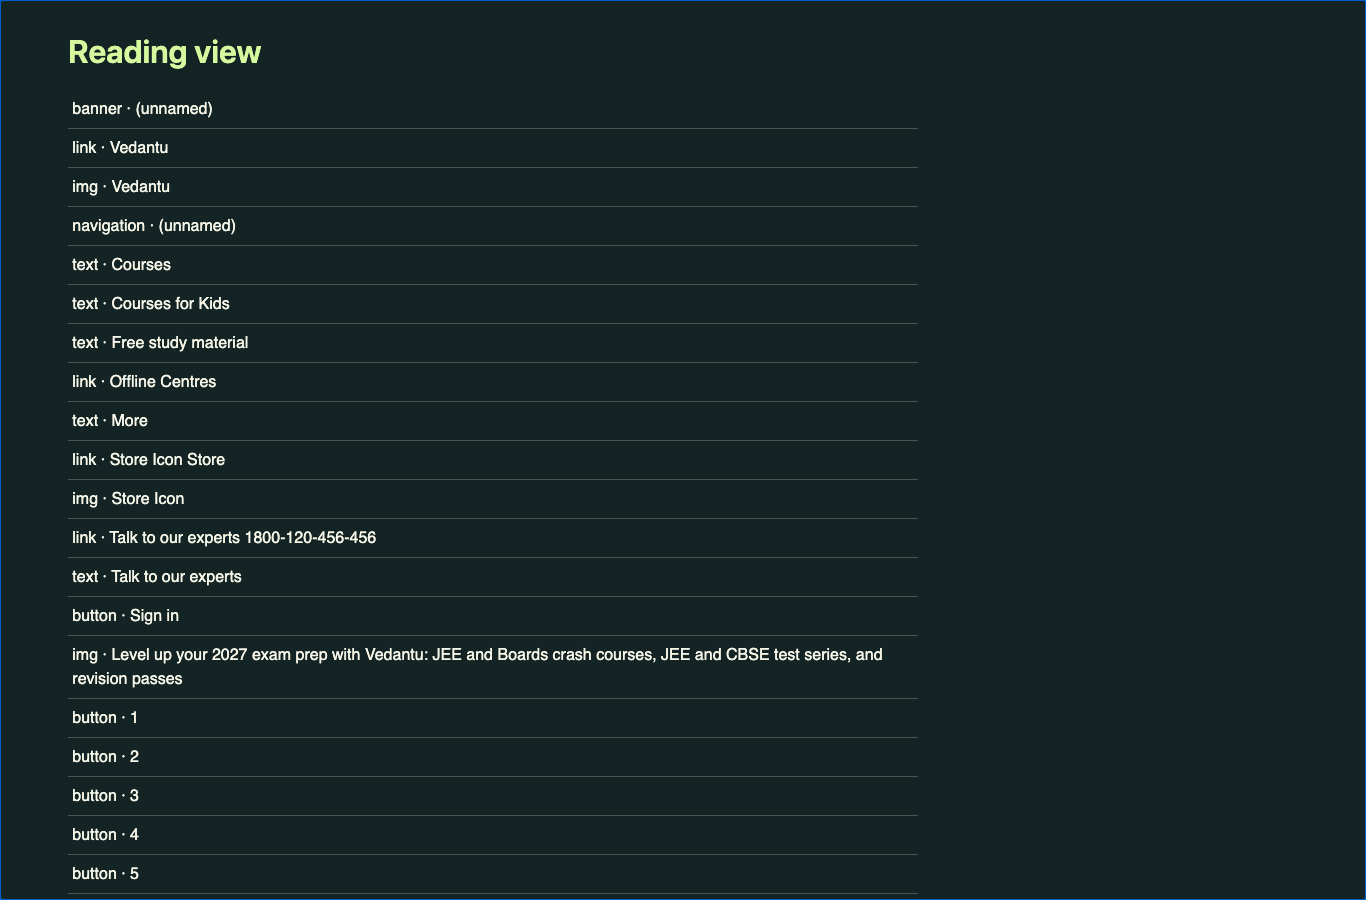 Reading view
banner · (unnamed)
link · Vedantu
img · Vedantu
navigation · (unnamed)
text · Courses
text · Courses for Kids
text · Free study material
link · Offline Centres
text · More
link · Store Icon Store
img · Store Icon
link · Talk to our experts 1800-120-456-456
text · Talk to our experts
button · Sign in
img · Level up your 2027 exam prep with Vedantu: JEE and Boards crash courses, JEE and CBSE test series, and
revision passes
button · 1
button · 2
button · 3
button · 4
button · 5